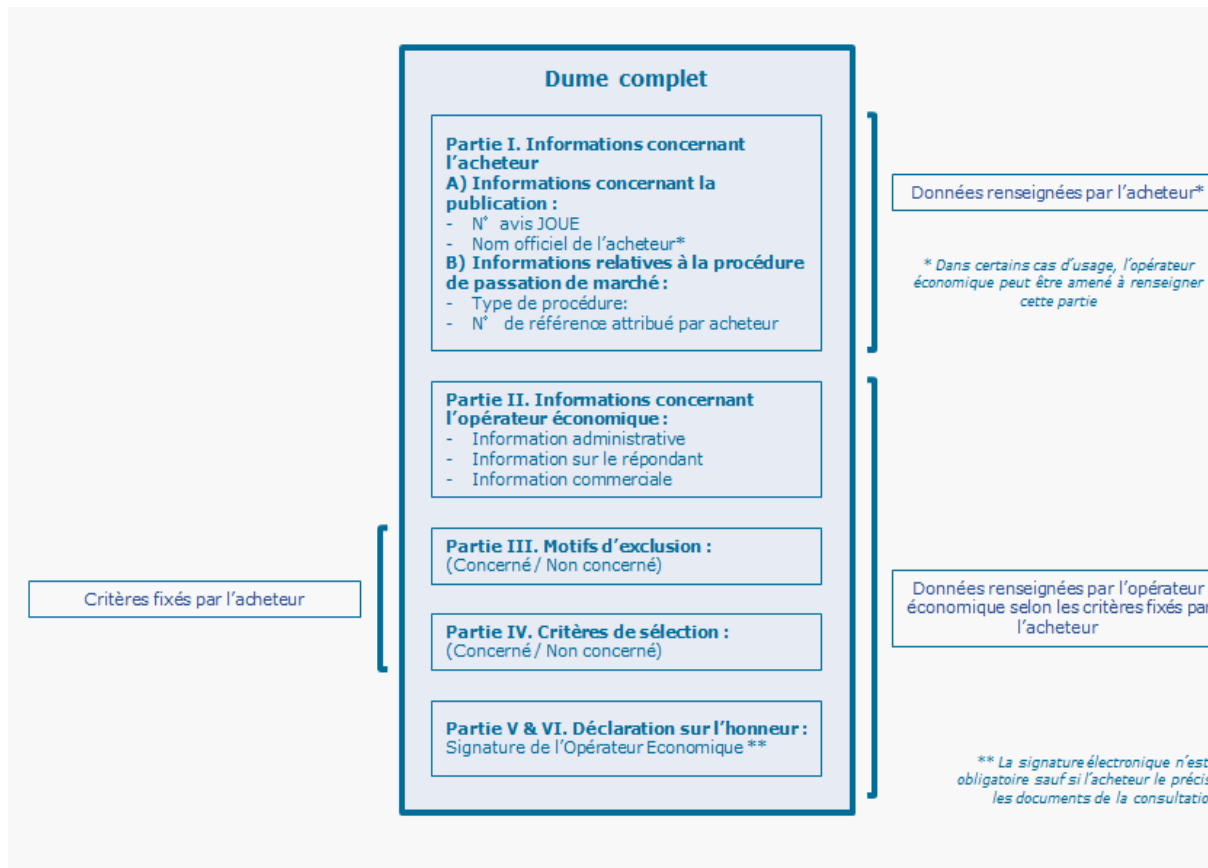 Dume complet
Partie I. Informations concernant
l'acheteur
A) Informations concernant la
publication :
- N° avis JOUE
- Nom officiel de l'acheteur*
B) Informations relatives à la procédure
de passation de marché :
- Type de procédure:
- N° de référence attribué par acheteur
Données renseignées par l'acheteur*
* Dans certains cas d'usage, l'opérateur
économique peut être amené à renseigner
cette partie
Partie II. Informations concernant
l'opérateur économique :
- Information administrative
- Information sur le répondant
- Information commerciale
Partie III. Motifs d'exclusion :
(Concerné / Non concerné)
Critères fixés par l'acheteur
Partie IV. Critères de sélection :
(Concerné / Non concerné)
Données renseignées par l'opérateur
économique selon les critères fixés par
l'acheteur
Partie V & VI. Déclaration sur l'honneur :
Signature de l'Opérateur Economique **
** La signature électronique n'est
obligatoire sauf si l'acheteur le
les documents de la